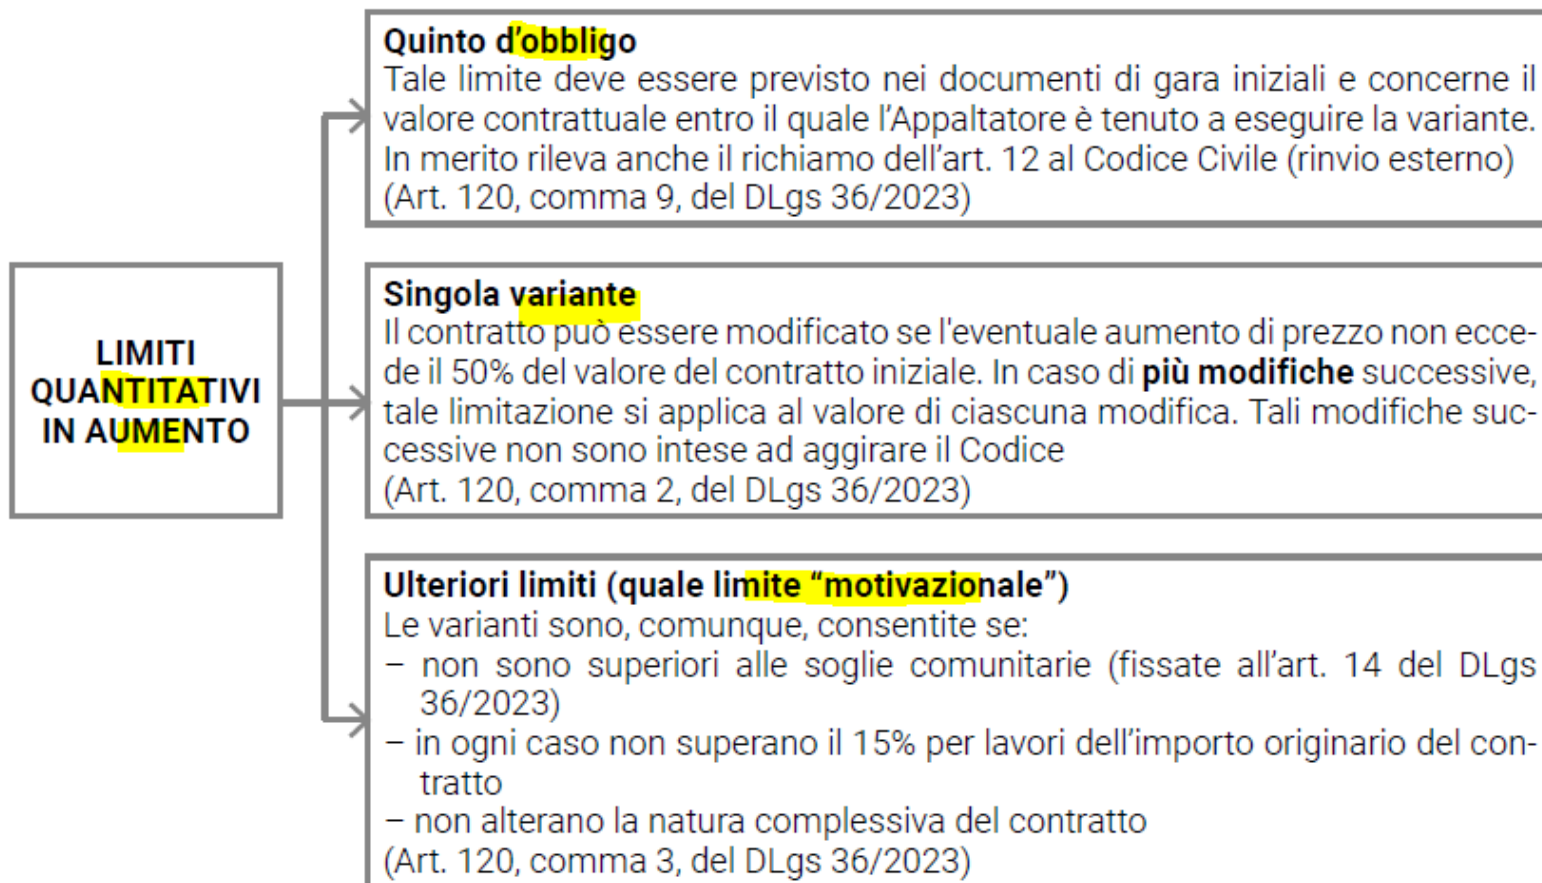 Quinto d’obbligo
Tale limite deve essere previsto nei documenti di gara iniziali e concerne il
valore contrattuale entro il quale l’Appaltatore è tenuto a eseguire la variante.
In merito rileva anche il richiamo dell’art. 12 al Codice Civile (rinvio esterno)
(Art. 120, comma 9, del DLgs 36/2023)
LIMITI
QUANTITATIVI
IN AUMENTO
Singola variante
Il contratto può essere modificato se l'eventuale aumento di prezzo non ecce-
de il 50% del valore del contratto iniziale. In caso di più modifiche successive,
tale limitazione si applica al valore di ciascuna modifica. Tali modifiche suc-
cessive non sono intese ad aggirare il Codice
(Art. 120, comma 2, del DLgs 36/2023)
Ulteriori limiti (quale limite “motivazionale”)
Le varianti sono, comunque, consentite se:
– non sono superiori alle soglie comunitarie (fissate all’art. 14 del DLgs
36/2023)
– in ogni caso non superano il 15% per lavori dell’importo originario del con-
tratto
– non alterano la natura complessiva del contratto
(Art. 120, comma 3, del DLgs 36/2023)